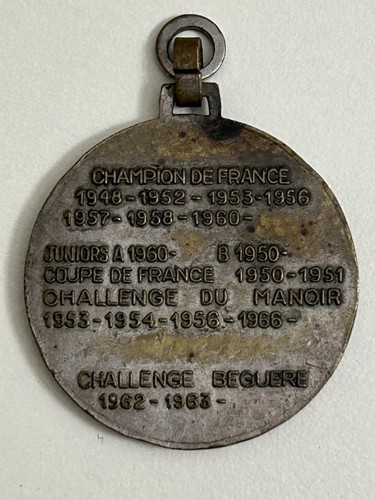 CHAMPION DE FRANCE
1948 - 1952 - 1953 - 1956
1957 - 1958 - 1960 -
JUNIORS A 1960 - B 1950 -
COUPE DE FRANCE 1950 - 1951
CHALLENGE DU MANOIR
1953 - 1954 - 1956 - 1966 -
CHALLENGE BEGUERE
1962 - 1963 -